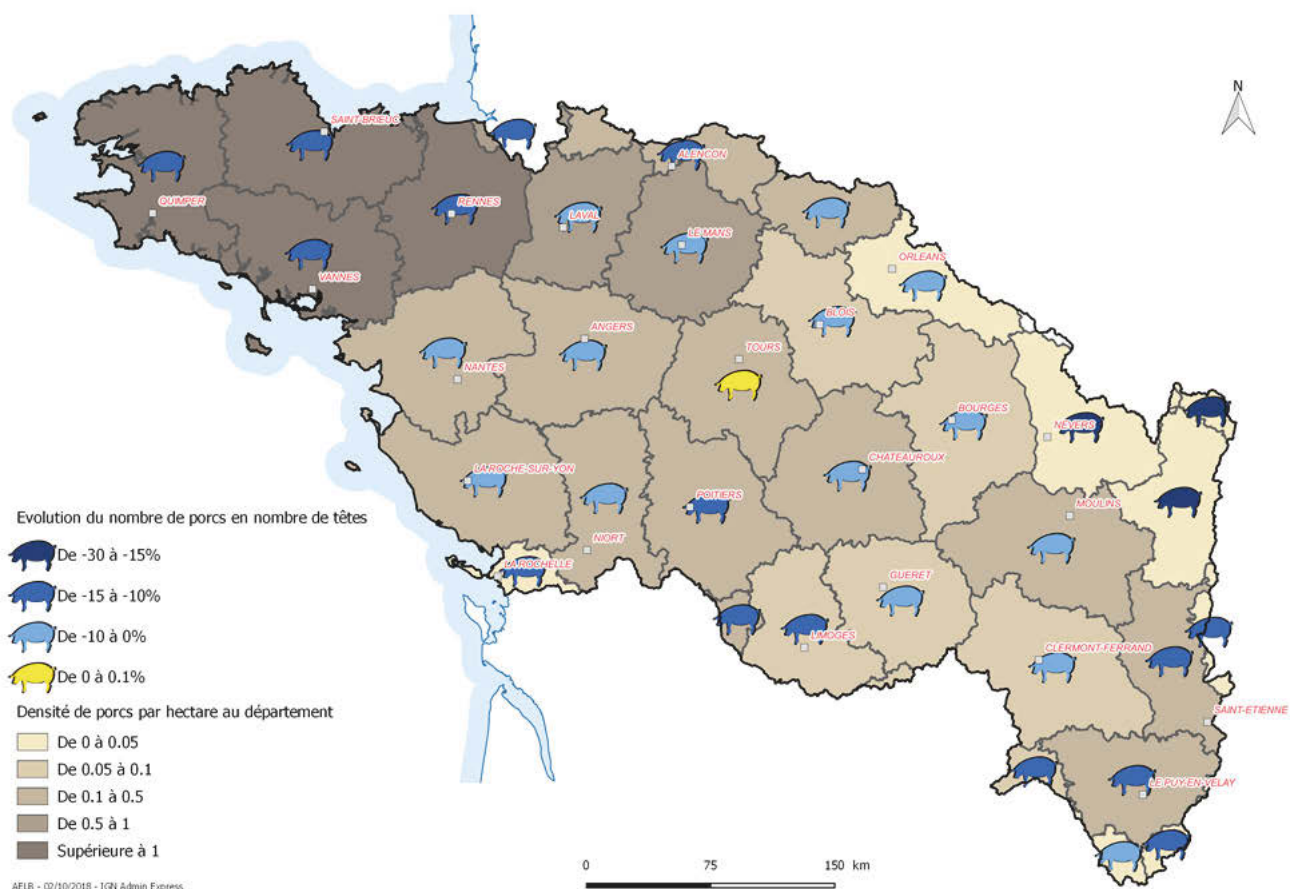 N
SAINT-BRIEUC
ALENCON
QUIMPER
RENNES
LAVAL
LE MANS
ORLEANS
VANNES
BLOIS
ANGERS
TOURS
NANTES
BOURGES
NEVERS
LA ROCHE-SUR-YON
CHATEAUROUX
POITIERS
MOULINS
NIORT
LA ROCHELLE
GUERET
LIMOGES
CLERMONT-FERRAND
SAINT-ETIENNE
LE PUY-EN-VELAY
Evolution du nombre de porcs en nombre de têtes
De -30 à -15%
De -15 à -10%
De -10 à 0%
De 0 à 0.1%
Densité de porcs par hectare au département
De 0 à 0.05
De 0.05 à 0.1
De 0.1 à 0.5
De 0.5 à 1
Supérieure à 1
0 75 150 km
AELB - 02/10/2018 - IGN Admin Express